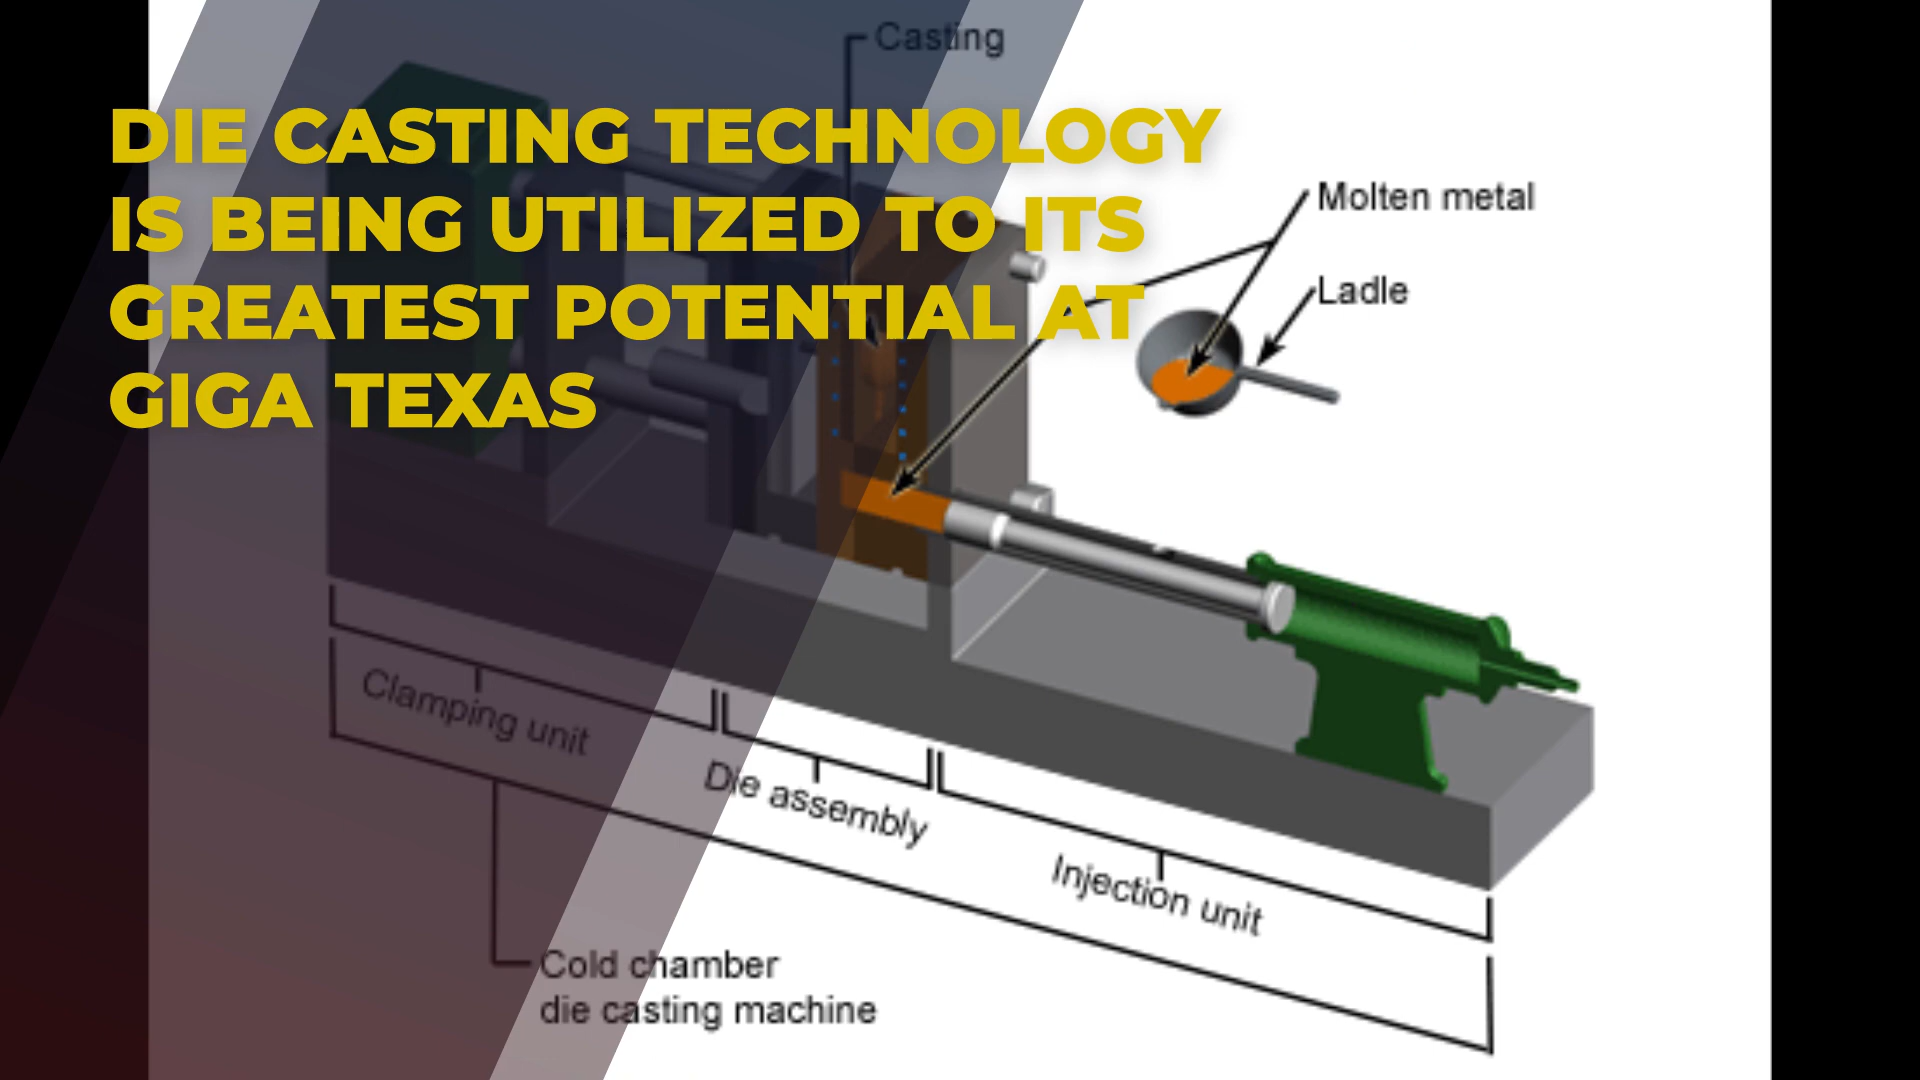 Casting
DIE CASTING TECHNOLOGY
IS BEING UTILIZED TO ITS
GREATEST POTENTIAL AT
GIGA TEXAS
Molten metal
Ladle
Clamping unit
Die assembly
Injection unit
Cold chamber
die casting machine